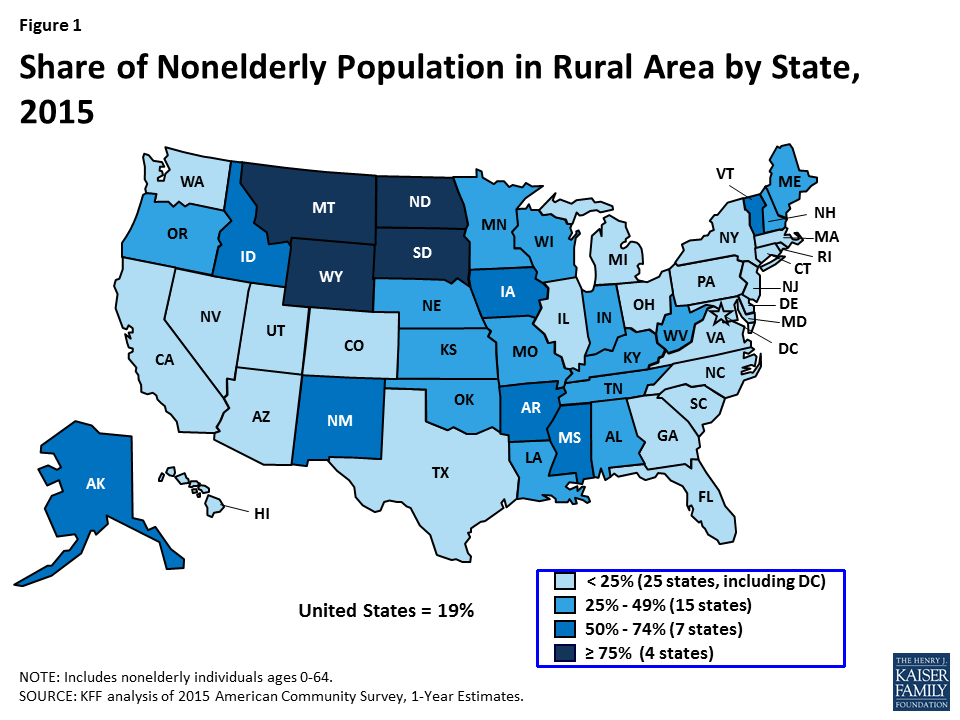 Figure 1
Share of Nonelderly Population in Rural Area by State,
2015
WA
MT
ND
MN
VT
ME
OR
ID
SD
WI
NH
WY
MI
NY
MA
RI
CT
IA
PA
NJ
NE
OH
DE
NV
IL
IN
MD
UT
CO
KS
MO
WV
VA
DC
CA
KY
NC
TN
AZ
NM
OK
AR
SC
MS
AL
GA
LA
TX
FL
AK
HI
< 25% (25 states, including DC)
25% - 49% (15 states)
50% - 74% (7 states)
≥ 75% (4 states)
United States = 19%
NOTE: Includes nonelderly individuals ages 0-64.
SOURCE: KFF analysis of 2015 American Community Survey, 1-Year Estimates.
THE HENRY J.
KAISER
FAMILY
FOUNDATION